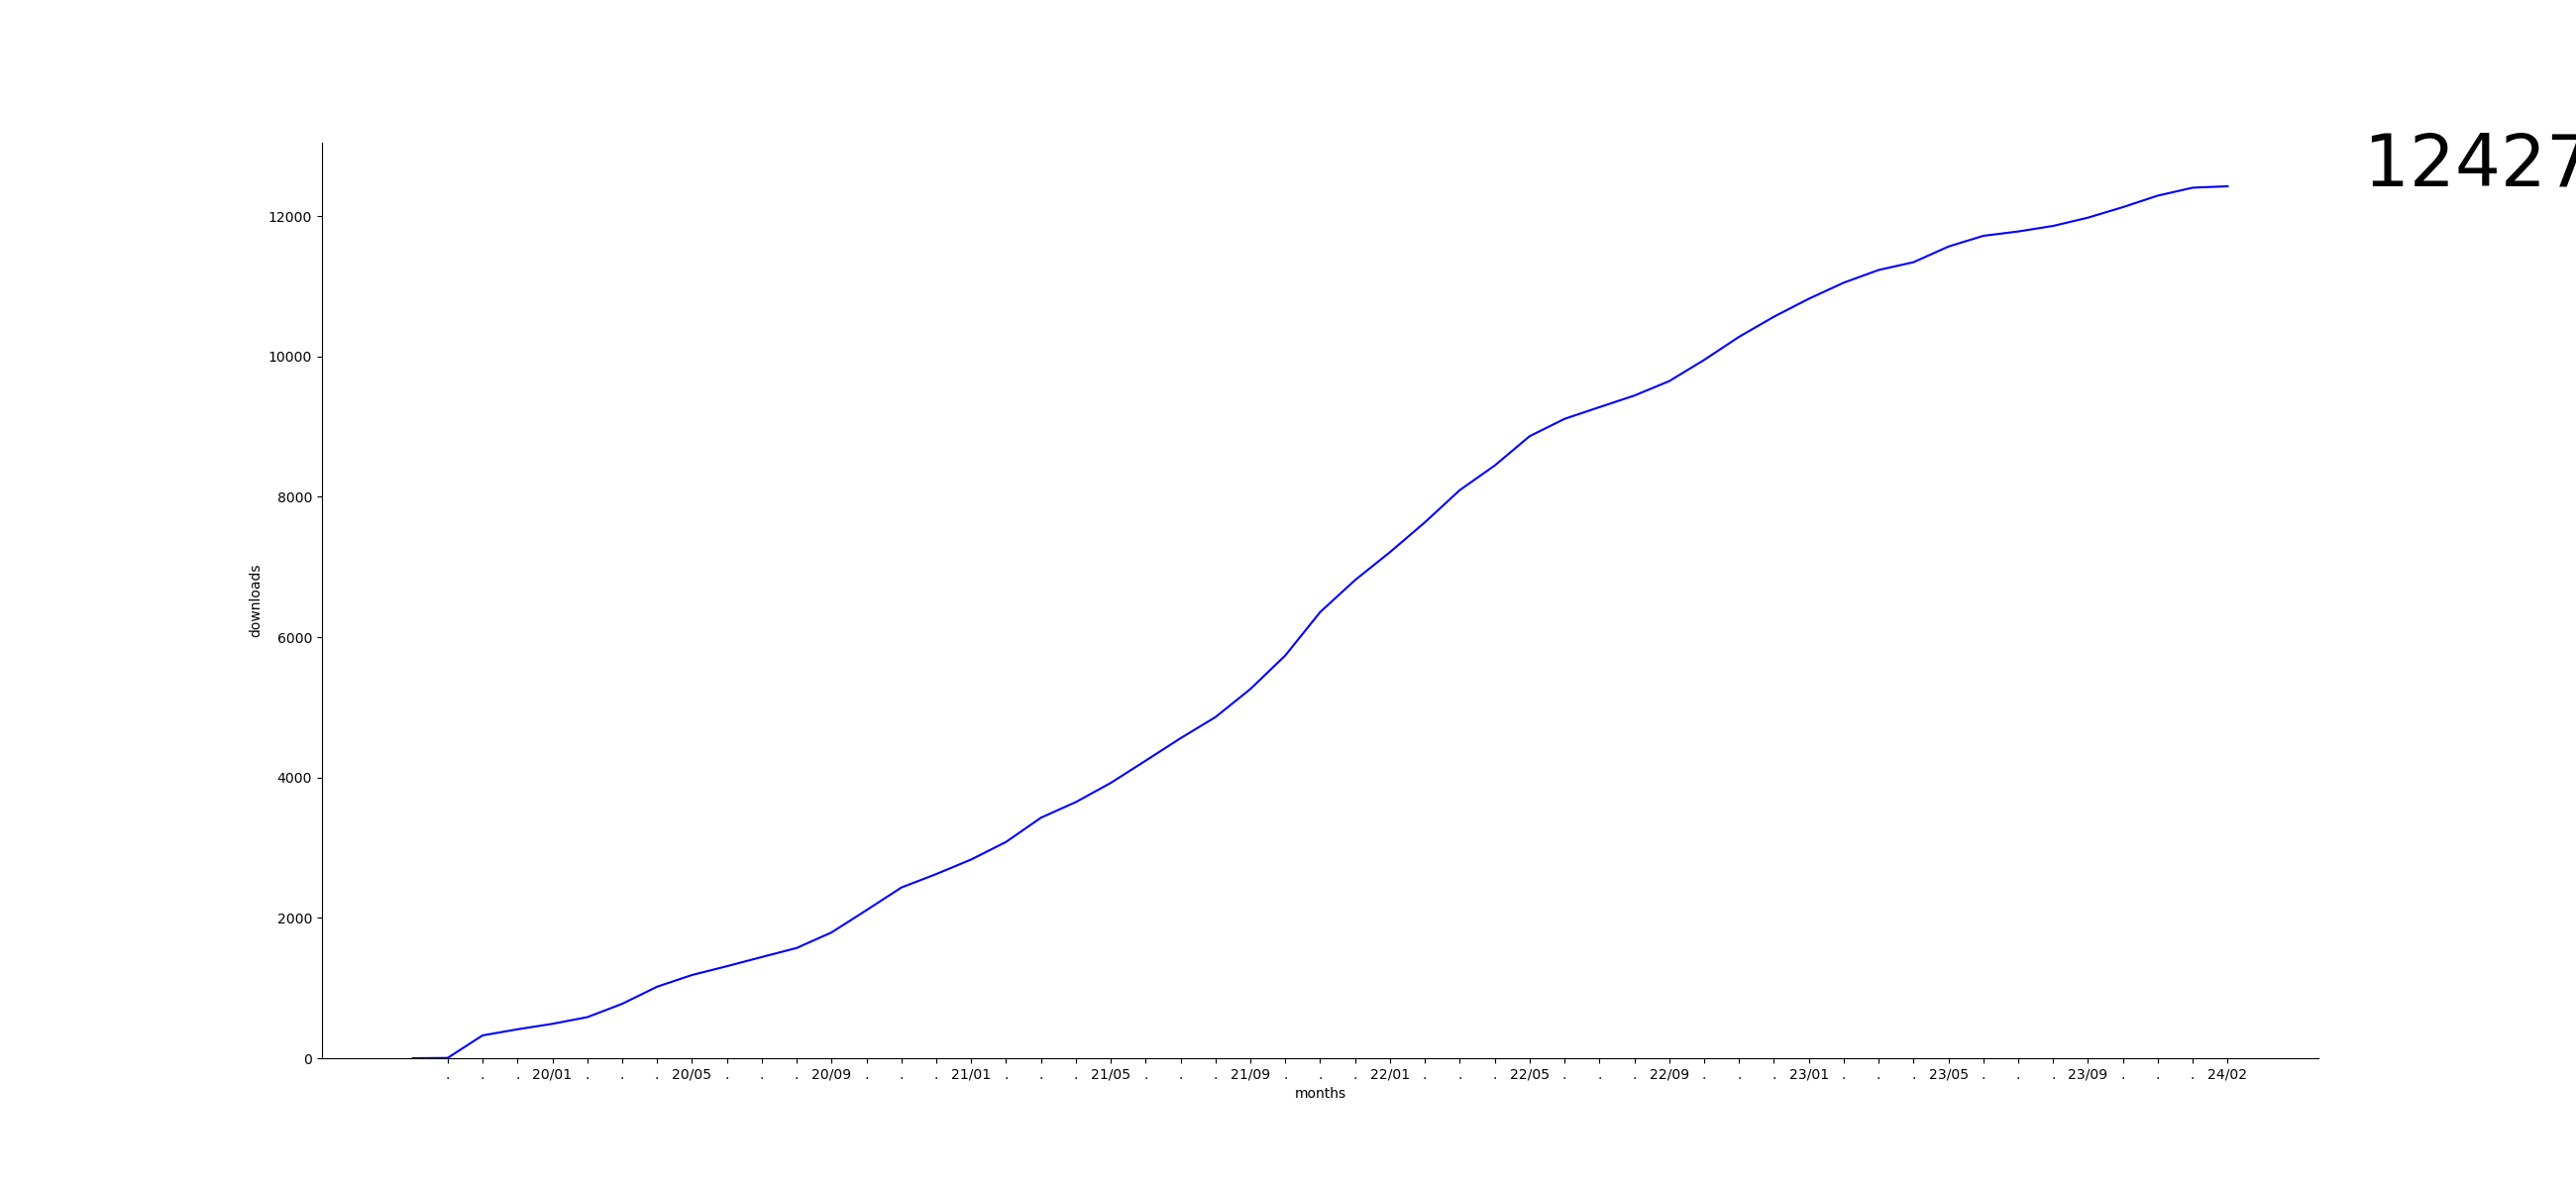 12427
12000
10000
8000
6000
4000
2000
0
downloads
. . . 20/01 . . . 20/05 . . . 20/09 . . . 21/01 . . . 21/05 . . . 21/09 . . . 22/01 . . . 22/05 . . . 22/09 . . . 23/01 . . . 23/05 . . . 23/09 . . . 24/02
months